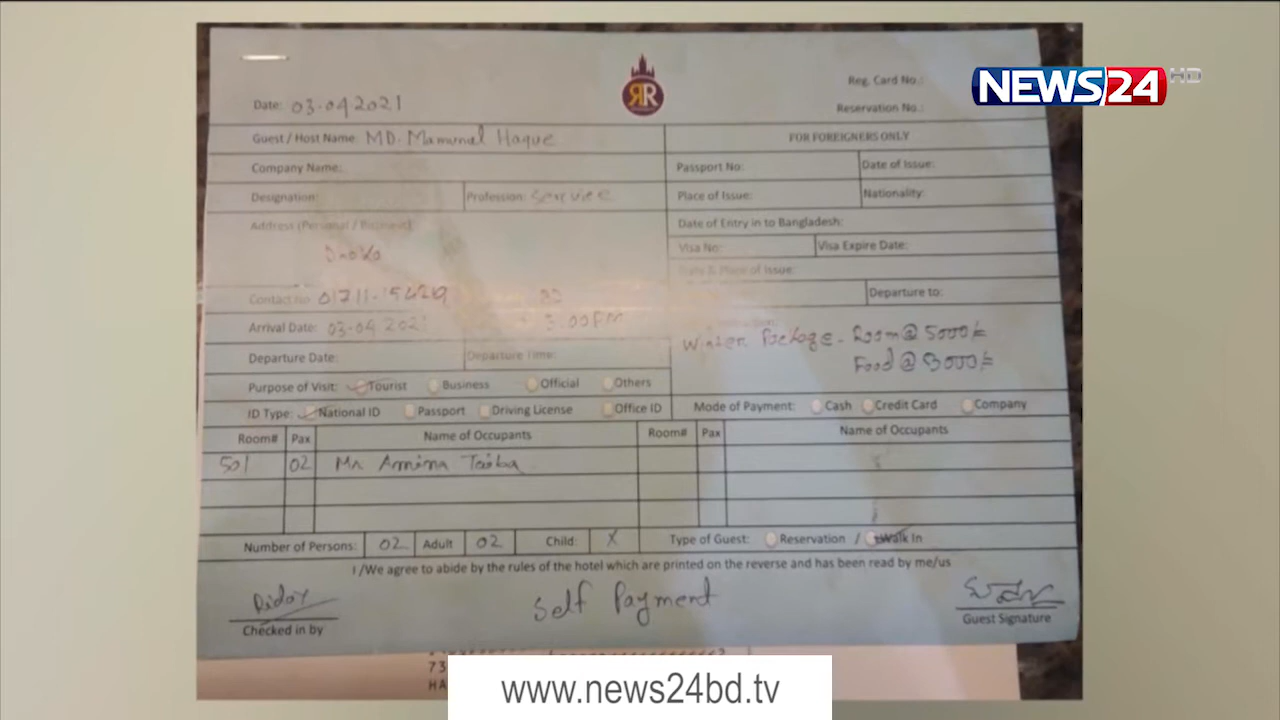 NEWS24 HD
RR
Reg. Card No.:
Date: 03-04-2021
Reservation No.:
Guest / Host Name: MD. Mamunal Haque
FOR FOREIGNERS ONLY
Company Name:
Passport No: Date of Issue:
Designation: Profession: Service
Place of Issue: Nationality:
Address (Personal /
Date of Entry in to Bangladesh:
Visa No: Visa Expire Date:
& Place of Issue:
Contact no
Departure to:
Arrival Date: 03-04 2021 3.00 PM
Winter Package - Room @ 5000/=
Food @ 3000/=
Departure Date: Departure Time:
Purpose of Visit: Tourist Business Official Others
ID Type: National ID Passport Driving License Office ID
Mode of Payment: Cash Credit Card Company
Room# Pax Name of Occupants Room# Pax Name of Occupants
501 02 Amina Taiba
Number of Persons: 02 Adult 02 Child: X
Type of Guest: Reservation / Walk In
I /We agree to abide by the rules of the hotel which are printed on the reverse and has been read by me/us
Self Payment
Checked in by
Guest Signature
73
HA
www.news24bd.tv